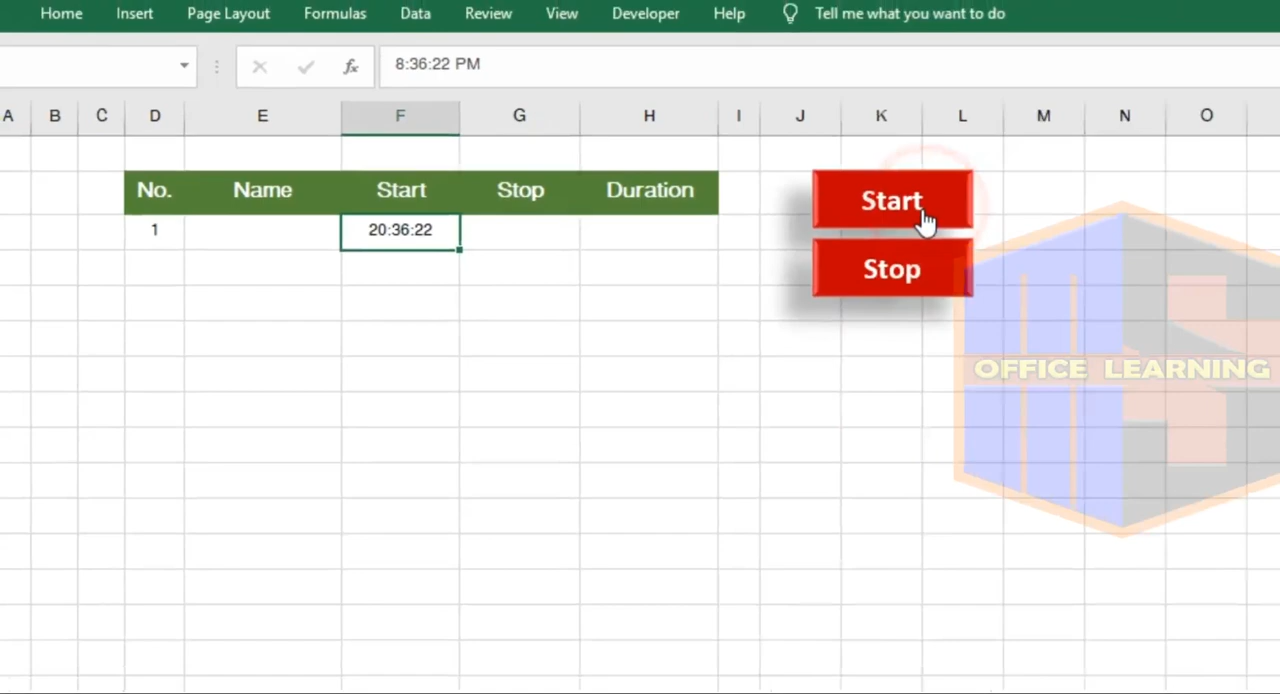 Home Insert Page Layout Formulas Data Review View Developer Help Tell me what you want to do
fx 8:36:22 PM
A B C D E F G H I J K L M N O
No. Name Start Stop Duration
1 20:36:22
Start
Stop
OFFICE LEARNING